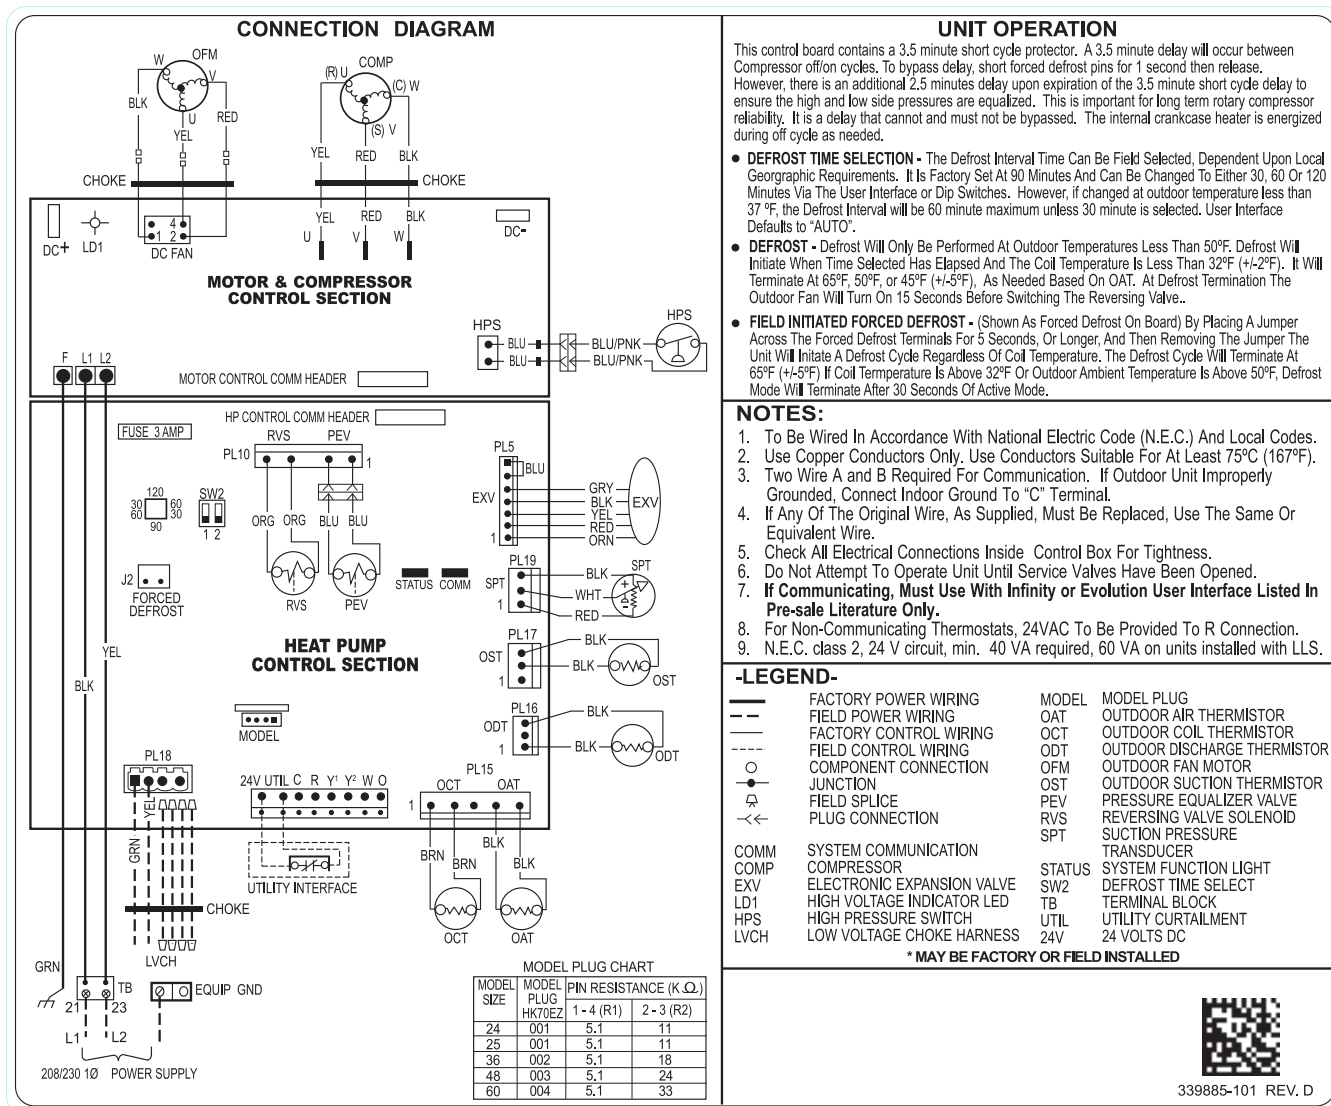 CONNECTION DIAGRAM
OFM
W
V
U
BLK
YEL
RED
COMP
(R) U
(C) W
(S) V
YEL
RED
BLK
CHOKE
CHOKE
DC+
LD1
4
1 2
DC FAN
YEL
RED
BLK
U
V
W
DC-
MOTOR & COMPRESSOR
CONTROL SECTION
HPS
BLU
BLU
BLU/PNK
BLU/PNK
HPS
F L1 L2
MOTOR CONTROL COMM HEADER
HP CONTROL COMM HEADER
FUSE 3 AMP
RVS PEV
PL10
1
PL5
BLU
EXV
GRY
BLK
YEL
RED
ORN
1
EXV
120
30 60
60 30
90
SW2
1 2
ORG ORG BLU BLU
RVS
PEV
STATUS COMM
J2
FORCED
DEFROST
PL19
SPT
1
BLK
WHT
RED
SPT
+
-
HEAT PUMP
CONTROL SECTION
PL17
OST
1
BLK
BLK
OST
YEL
BLK
MODEL
PL16
ODT
1
BLK
BLK
ODT
PL18
24V UTIL C R Y1 Y2 W O
PL15
OCT OAT
1
GRN
YEL
BRN
BRN
BLK
BLK
UTILITY INTERFACE
CHOKE
OCT
OAT
LVCH
GRN
TB
21 23
EQUIP GND
L1 L2
208/230 1Ø POWER SUPPLY
MODEL PLUG CHART
MODEL SIZE MODEL PLUG HK70EZ PIN RESISTANCE (K Ω)
1 - 4 (R1) 2 - 3 (R2)
24 001 5.1 11
25 001 5.1 11
36 002 5.1 18
48 003 5.1 24
60 004 5.1 33
UNIT OPERATION
This control board contains a 3.5 minute short cycle protector. A 3.5 minute delay will occur between
Compressor off/on cycles. To bypass delay, short forced defrost pins for 1 second then release.
However, there is an additional 2.5 minutes delay upon expiration of the 3.5 minute short cycle delay to
ensure the high and low side pressures are equalized. This is important for long term rotary compressor
reliability. It is a delay that cannot and must not be bypassed. The internal crankcase heater is energized
during off cycle as needed.
● DEFROST TIME SELECTION - The Defrost Interval Time Can Be Field Selected, Dependent Upon Local
Georgraphic Requirements. It Is Factory Set At 90 Minutes And Can Be Changed To Either 30, 60 Or 120
Minutes Via The User Interface or Dip Switches. However, if changed at outdoor temperature less than
37 ºF, the Defrost Interval will be 60 minute maximum unless 30 minute is selected. User Interface
Defaults to “AUTO”.
● DEFROST - Defrost Will Only Be Performed At Outdoor Temperatures Less Than 50ºF. Defrost Will
Initiate When Time Selected Has Elapsed And The Coil Temperature Is Less Than 32ºF (+/-2ºF). It Will
Terminate At 65ºF, 50ºF, or 45ºF (+/-5ºF), As Needed Based On OAT. At Defrost Termination The
Outdoor Fan Will Turn On 15 Seconds Before Switching The Reversing Valve..
● FIELD INITIATED FORCED DEFROST - (Shown As Forced Defrost On Board) By Placing A Jumper
Across The Forced Defrost Terminals For 5 Seconds, Or Longer, And Then Removing The Jumper The
Unit Will Initate A Defrost Cycle Regardless Of Coil Temperature. The Defrost Cycle Will Terminate At
65ºF (+/-5ºF) If Coil Temperature Is Above 32ºF Or Outdoor Ambient Temperature Is Above 50ºF, Defrost
Mode Will Terminate After 30 Seconds Of Active Mode.
NOTES:
1. To Be Wired In Accordance With National Electric Code (N.E.C.) And Local Codes.
2. Use Copper Conductors Only. Use Conductors Suitable For At Least 75ºC (167ºF).
3. Two Wire A and B Required For Communication. If Outdoor Unit Improperly
Grounded, Connect Indoor Ground To “C” Terminal.
4. If Any Of The Original Wire, As Supplied, Must Be Replaced, Use The Same Or
Equivalent Wire.
5. Check All Electrical Connections Inside Control Box For Tightness.
6. Do Not Attempt To Operate Unit Until Service Valves Have Been Opened.
7. If Communicating, Must Use With Infinity or Evolution User Interface Listed In
Pre-sale Literature Only.
8. For Non-Communicating Thermostats, 24VAC To Be Provided To R Connection.
9. N.E.C. class 2, 24 V circuit, min. 40 VA required, 60 VA on units installed with LLS.
-LEGEND-
FACTORY POWER WIRING
FIELD POWER WIRING
FACTORY CONTROL WIRING
FIELD CONTROL WIRING
COMPONENT CONNECTION
JUNCTION
FIELD SPLICE
PLUG CONNECTION
COMM SYSTEM COMMUNICATION
COMP COMPRESSOR
EXV ELECTRONIC EXPANSION VALVE
LD1 HIGH VOLTAGE INDICATOR LED
HPS HIGH PRESSURE SWITCH
LVCH LOW VOLTAGE CHOKE HARNESS
MODEL MODEL PLUG
OAT OUTDOOR AIR THERMISTOR
OCT OUTDOOR COIL THERMISTOR
ODT OUTDOOR DISCHARGE THERMISTOR
OFM OUTDOOR FAN MOTOR
OST OUTDOOR SUCTION THERMISTOR
PEV PRESSURE EQUALIZER VALVE
RVS REVERSING VALVE SOLENOID
SPT SUCTION PRESSURE
TRANSDUCER
STATUS SYSTEM FUNCTION LIGHT
SW2 DEFROST TIME SELECT
TB TERMINAL BLOCK
UTIL UTILITY CURTAILMENT
24V 24 VOLTS DC
* MAY BE FACTORY OR FIELD INSTALLED
339885-101 REV. D